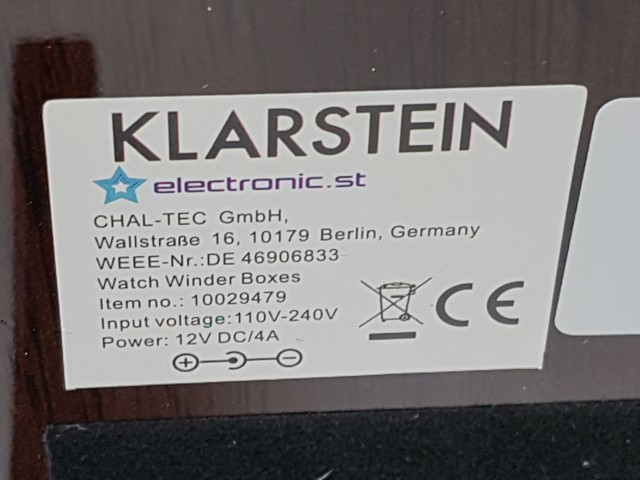 KLARSTEIN
electronic.st
CHAL-TEC GmbH,
Wallstraße 16, 10179 Berlin, Germany
WEEE-Nr.:DE 46906833
Watch Winder Boxes
Item no.: 10029479
Input voltage:110V-240V
Power: 12V DC/4A
CE